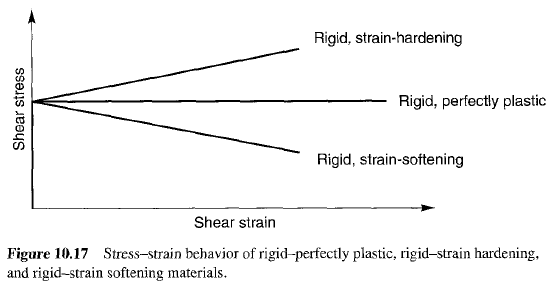 Rigid, strain-hardening
Shear stress
Rigid, perfectly plastic
Rigid, strain-softening
Shear strain
Figure 10.17 Stress–strain behavior of rigid–perfectly plastic, rigid–strain hardening,
and rigid–strain softening materials.